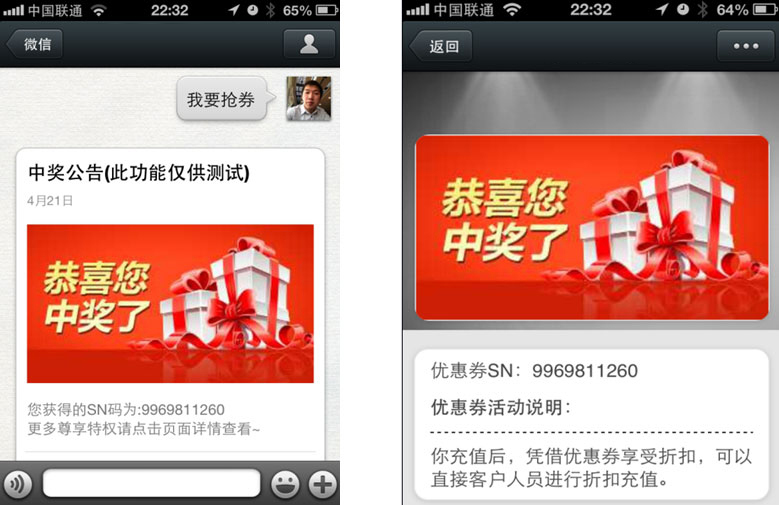 中国联通 22:32 65%
微信
我要抢券
中奖公告(此功能仅供测试)
4月21日
恭喜您
中奖了
您获得的SN码为:9969811260
更多尊享特权请点击页面详情查看~
中国联通 22:32 64%
返回
恭喜您
中奖了
优惠券SN：9969811260
优惠券活动说明：
你充值后，凭借优惠券享受折扣，可以
直接客户人员进行折扣充值。